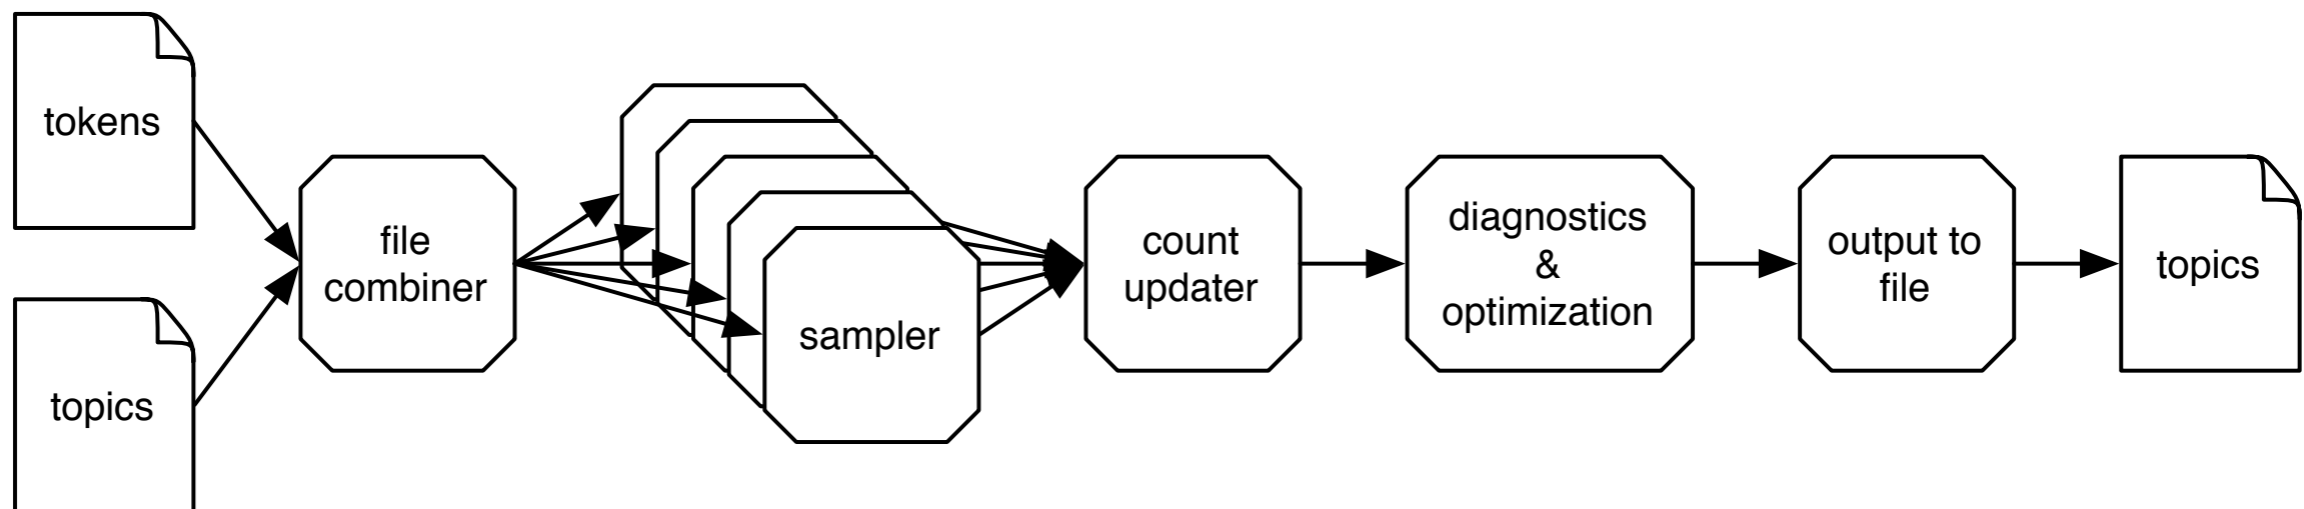 tokens
topics
file
combiner
sampler
count
updater
diagnostics
&
optimization
output to
file
topics